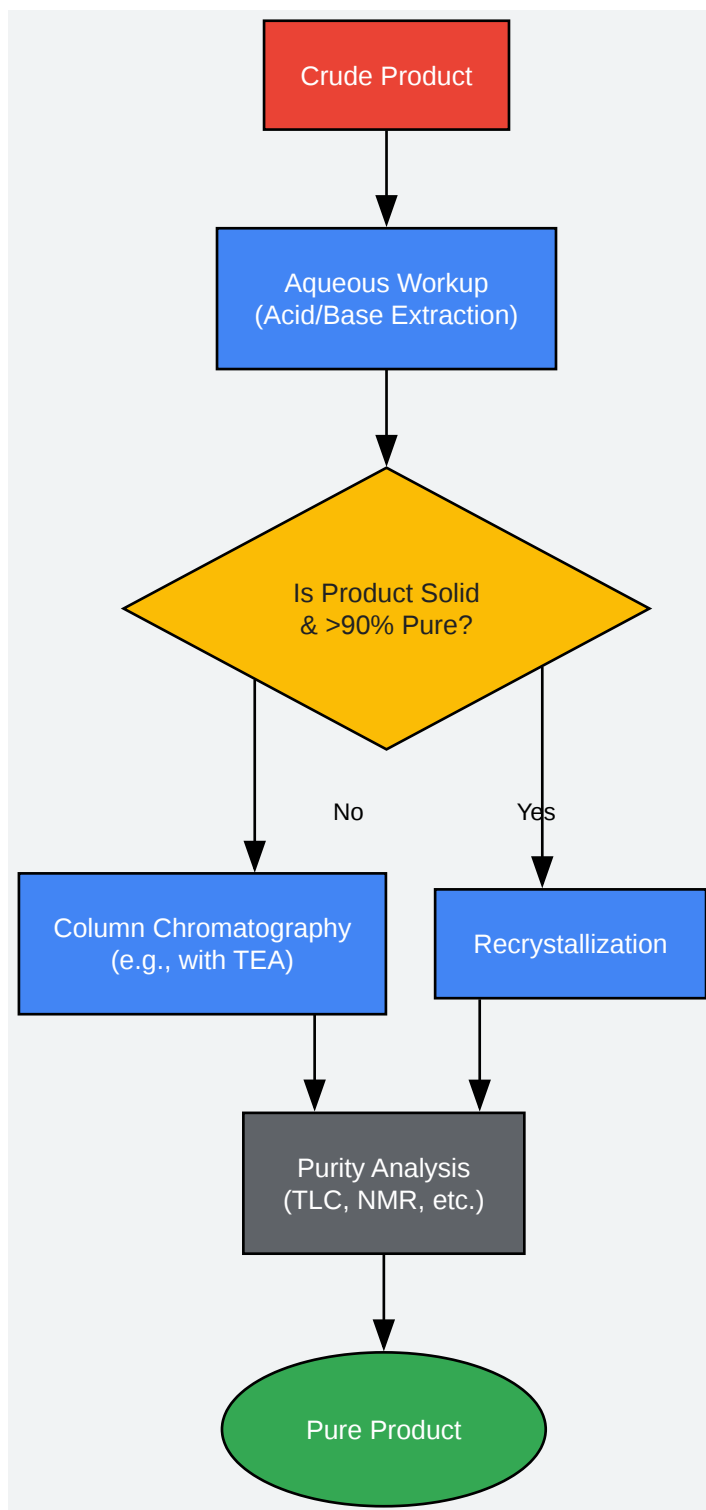 Crude Product
Aqueous Workup
(Acid/Base Extraction)
Is Product Solid
& >90% Pure?
No
Yes
Column Chromatography
(e.g., with TEA)
Recrystallization
Purity Analysis
(TLC, NMR, etc.)
Pure Product